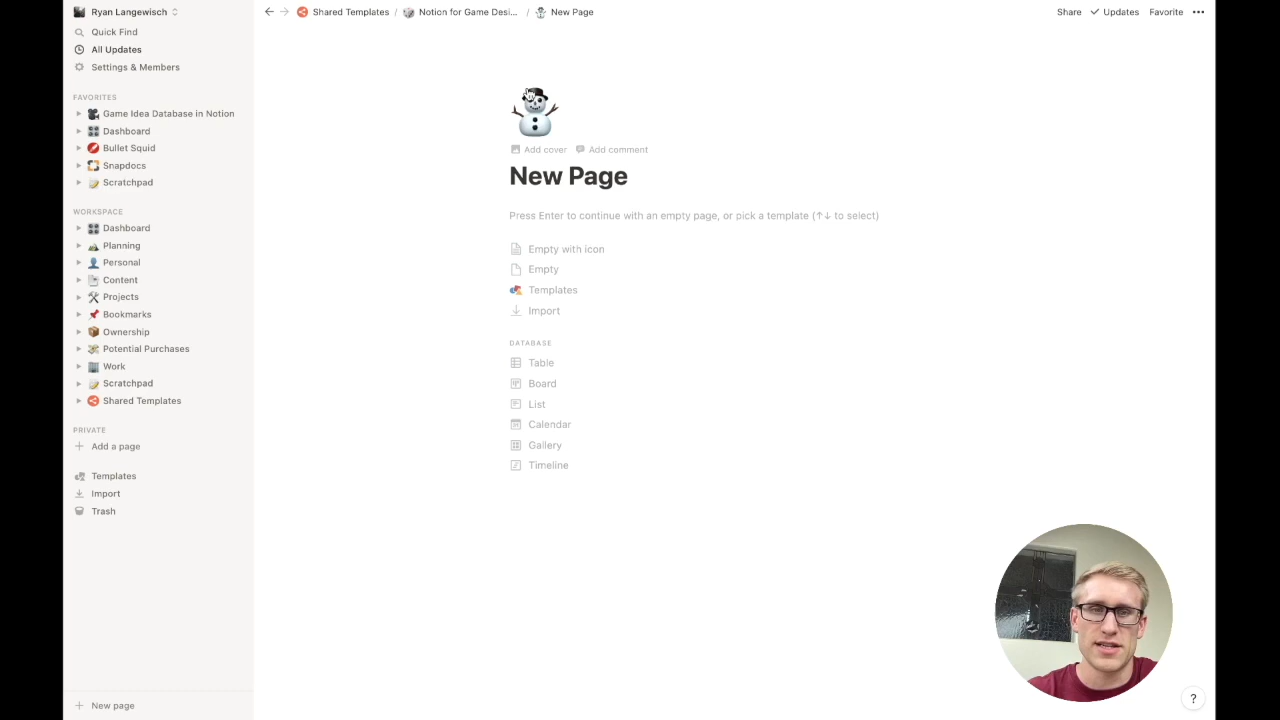 Ryan Langewisch
Quick Find
All Updates
Settings & Members
FAVORITES
Game Idea Database in Notion
Dashboard
Bullet Squid
Snapdocs
Scratchpad
WORKSPACE
Dashboard
Planning
Personal
Content
Projects
Bookmarks
Ownership
Potential Purchases
Work
Scratchpad
Shared Templates
PRIVATE
Add a page
Templates
Import
Trash
New page
Shared Templates / Notion for Game Desi... / New Page
Share Updates Favorite
Add cover Add comment
New Page
Press Enter to continue with an empty page, or pick a template (↑↓ to select)
Empty with icon
Empty
Templates
Import
DATABASE
Table
Board
List
Calendar
Gallery
Timeline
?